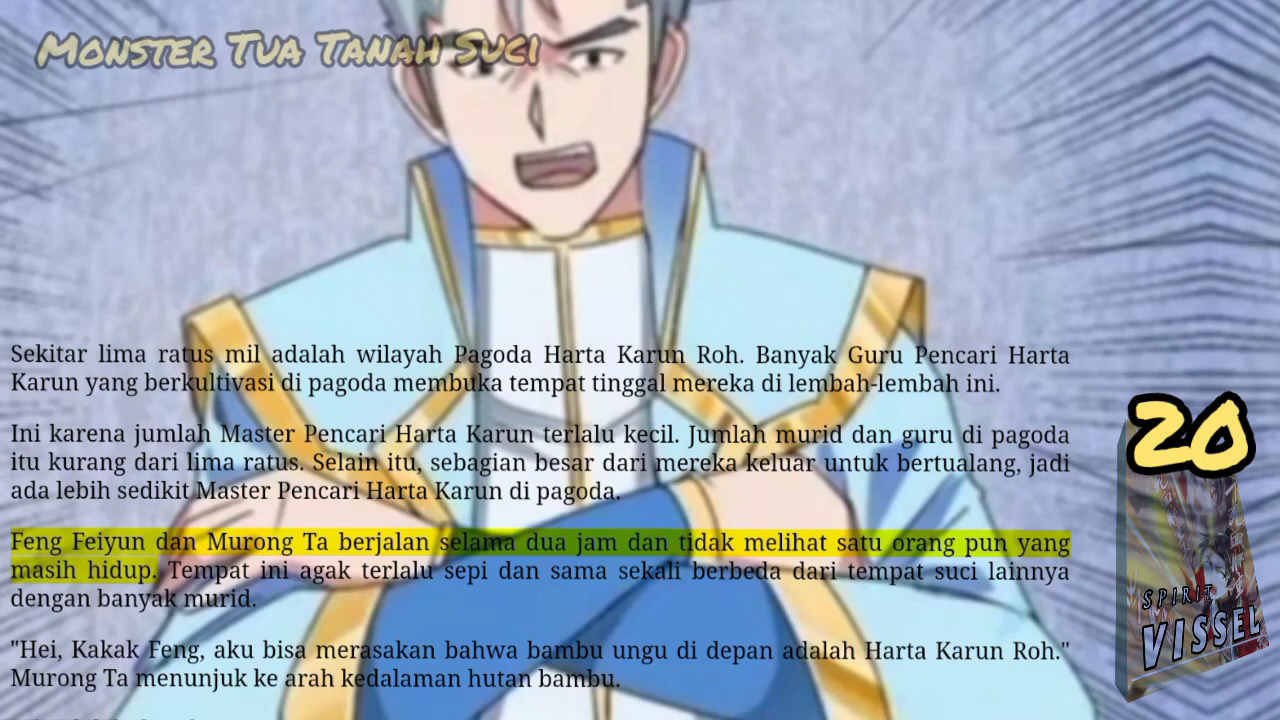 Monster Tua Tanah Suci
Sekitar lima ratus mil adalah wilayah Pagoda Harta Karun Roh. Banyak Guru Pencari Harta
Karun yang berkultivasi di pagoda membuka tempat tinggal mereka di lembah-lembah ini.
Ini karena jumlah Master Pencari Harta Karun terlalu kecil. Jumlah murid dan guru di pagoda
itu kurang dari lima ratus. Selain itu, sebagian besar dari mereka keluar untuk bertualang, jadi
ada lebih sedikit Master Pencari Harta Karun di pagoda.
Feng Feiyun dan Murong Ta berjalan selama dua jam dan tidak melihat satu orang pun yang
masih hidup. Tempat ini agak terlalu sepi dan sama sekali berbeda dari tempat suci lainnya
dengan banyak murid.
"Hei, Kakak Feng, aku bisa merasakan bahwa bambu ungu di depan adalah Harta Karun Roh."
Murong Ta menunjuk ke arah kedalaman hutan bambu.
20
SPIRIT
VISSEL